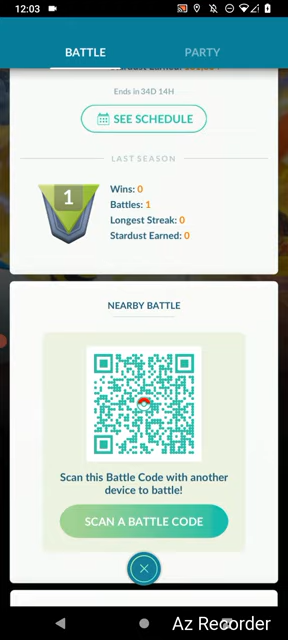 12:03
BATTLE
PARTY
Stardust Earned:
Ends in 34D 14H
SEE SCHEDULE
LAST SEASON
1
Wins: 0
Battles: 1
Longest Streak: 0
Stardust Earned: 0
NEARBY BATTLE
Scan this Battle Code with another
device to battle!
SCAN A BATTLE CODE
Az Recorder